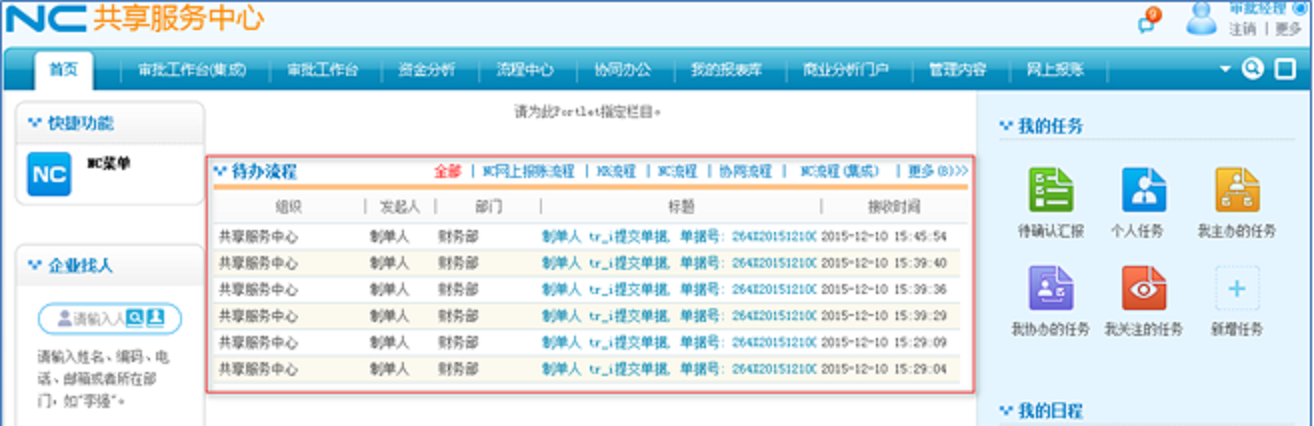 NC 共享服务中心
9
审批经理
注销 | 更多
首页 审批工作台(集成) 审批工作台 资金分析 流程中心 协同办公 我的报表库 商业分析门户 管理内容 网上报账
快捷功能
NC NC菜单
企业找人
请输入人
请输入姓名、编码、电
话、邮箱或者所在部
门,如"李强"。
请为此Portlet指定栏目。
待办流程 全部 | NC网上报账流程 | HR流程 | NC流程 | 协同流程 | NC流程(集成) | 更多(8)>>>
组织 | 发起人 | 部门 | 标题 | 接收时间
共享服务中心 制单人 财务部 制单人 tr_i提交单据, 单据号: 264X20151210( 2015-12-10 15:45:54
共享服务中心 制单人 财务部 制单人 tr_i提交单据, 单据号: 264X20151210( 2015-12-10 15:39:40
共享服务中心 制单人 财务部 制单人 tr_i提交单据, 单据号: 264X20151210( 2015-12-10 15:39:36
共享服务中心 制单人 财务部 制单人 tr_i提交单据, 单据号: 264X20151210( 2015-12-10 15:39:29
共享服务中心 制单人 财务部 制单人 tr_i提交单据, 单据号: 264X20151210( 2015-12-10 15:29:09
共享服务中心 制单人 财务部 制单人 tr_i提交单据, 单据号: 264X20151210( 2015-12-10 15:29:04
我的任务
待确认汇报 个人任务 我主办的任务
我协办的任务 我关注的任务 新增任务
我的日程